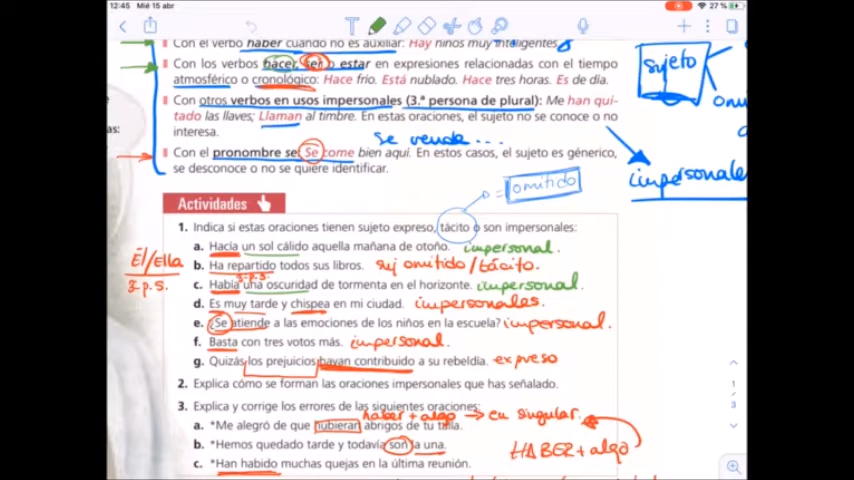 12:45 Mié 15 abr
27 %
Con el verbo haber cuando no es auxiliar: Hay niños muy inteligentes.
Con los verbos hacer, ser o estar en expresiones relacionadas con el tiempo
atmosférico o cronológico: Hace frío. Está nublado. Hace tres horas. Es de día.
Con otros verbos en usos impersonales (3.ª persona de plural): Me han qui-
tado las llaves; Llaman al timbre. En estas oraciones, el sujeto no se conoce o no
interesa.
se vende...
Con el pronombre se: Se come bien aquí. En estos casos, el sujeto es genérico,
se desconoce o no se quiere identificar.
sujeto
impersonales
as:
= omitido
Actividades
1. Indica si estas oraciones tienen sujeto expreso, tácito o son impersonales:
a. Hacía un sol cálido aquella mañana de otoño. impersonal.
Él/Ella
3ª p.s.
b. Ha repartido todos sus libros. suj omitido/tácito.
3ª p.s.
c. Había una oscuridad de tormenta en el horizonte. impersonal.
d. Es muy tarde y chispea en mi ciudad. impersonales.
e. ¿Se atiende a las emociones de los niños en la escuela? impersonal.
f. Basta con tres votos más. impersonal.
g. Quizás los prejuicios hayan contribuido a su rebeldía. expreso
2. Explica cómo se forman las oraciones impersonales que has señalado.
3. Explica y corrige los errores de las siguientes oraciones:
haber + algo → en singular.
a. *Me alegró de que hubieran abrigos de tu talla.
b. *Hemos quedado tarde y todavía son la una.
HABER + algo
c. *Han habido muchas quejas en la última reunión.
1
3